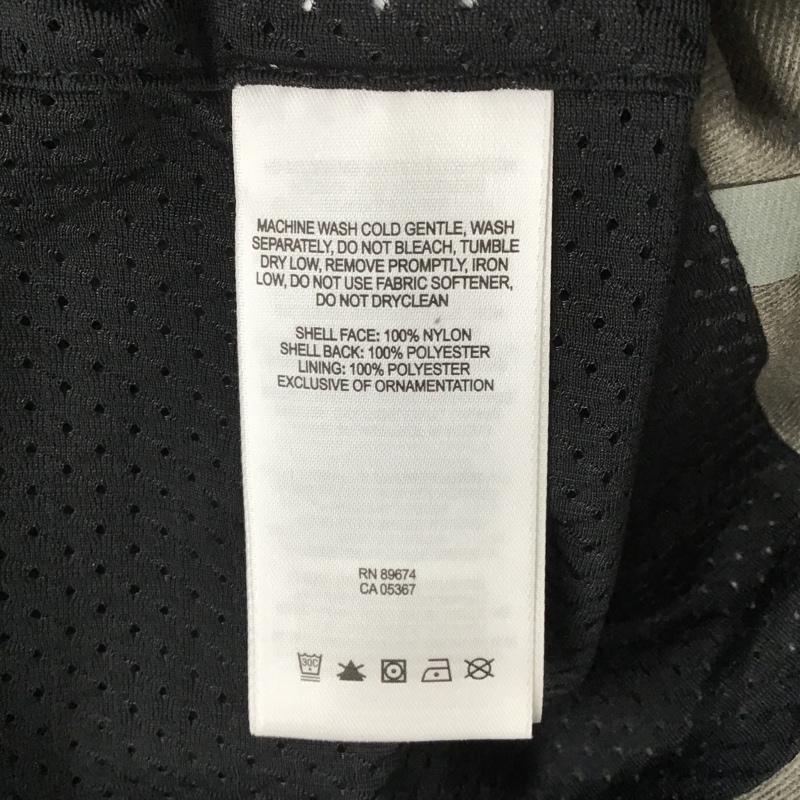 MACHINE WASH COLD GENTLE, WASH
SEPARATELY, DO NOT BLEACH, TUMBLE
DRY LOW, REMOVE PROMPTLY, IRON
LOW, DO NOT USE FABRIC SOFTENER,
DO NOT DRYCLEAN
SHELL FACE: 100% NYLON
SHELL BACK: 100% POLYESTER
LINING: 100% POLYESTER
EXCLUSIVE OF ORNAMENTATION
RN 89674
CA 05367
30C